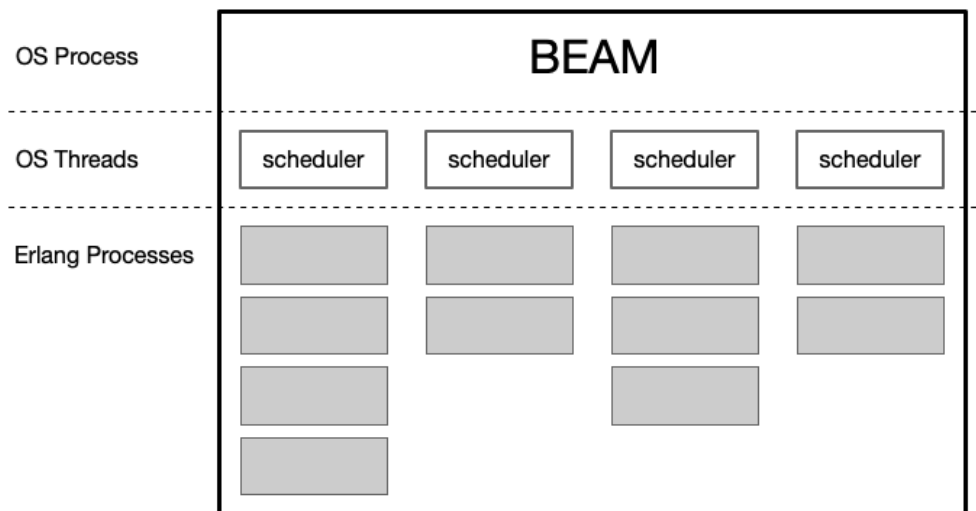 OS Process
BEAM
OS Threads
scheduler
scheduler
scheduler
scheduler
Erlang Processes